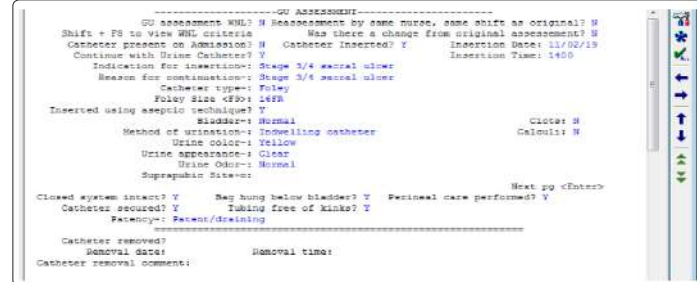 --------------------GU ASSESSMENT--------------------
GU assessment WNL? N Reassessment by same nurse, same shift as original? N
Shift + F8 to view WNL criteria Was there a change from original assessement? N
Catheter present on Admission? N Catheter Inserted? Y Insertion Date: 11/02/19
Continue with Urine Catheter? Y Insertion Time: 1400
Indication for insertion~: Stage 3/4 sacral ulcer
Reason for continuation~: Stage 3/4 sacral ulcer
Catheter type~: Foley
Foley Size <F5>: 16FR
Inserted using aseptic technique? Y
Bladder~: Normal Clots: N
Method of urination~: Indwelling catheter Calculi: N
Urine color~: Yellow
Urine appearance~: Clear
Urine Odor~: Normal
Suprapubic Site~:
Next pg <Enter>
Closed system intact? Y Bag hung below bladder? Y Perineal care performed? Y
Catheter secured? Y Tubing free of kinks? Y
Patency~: Patent/draining
Catheter removed?
Removal date: Removal time:
Catheter removal comment: